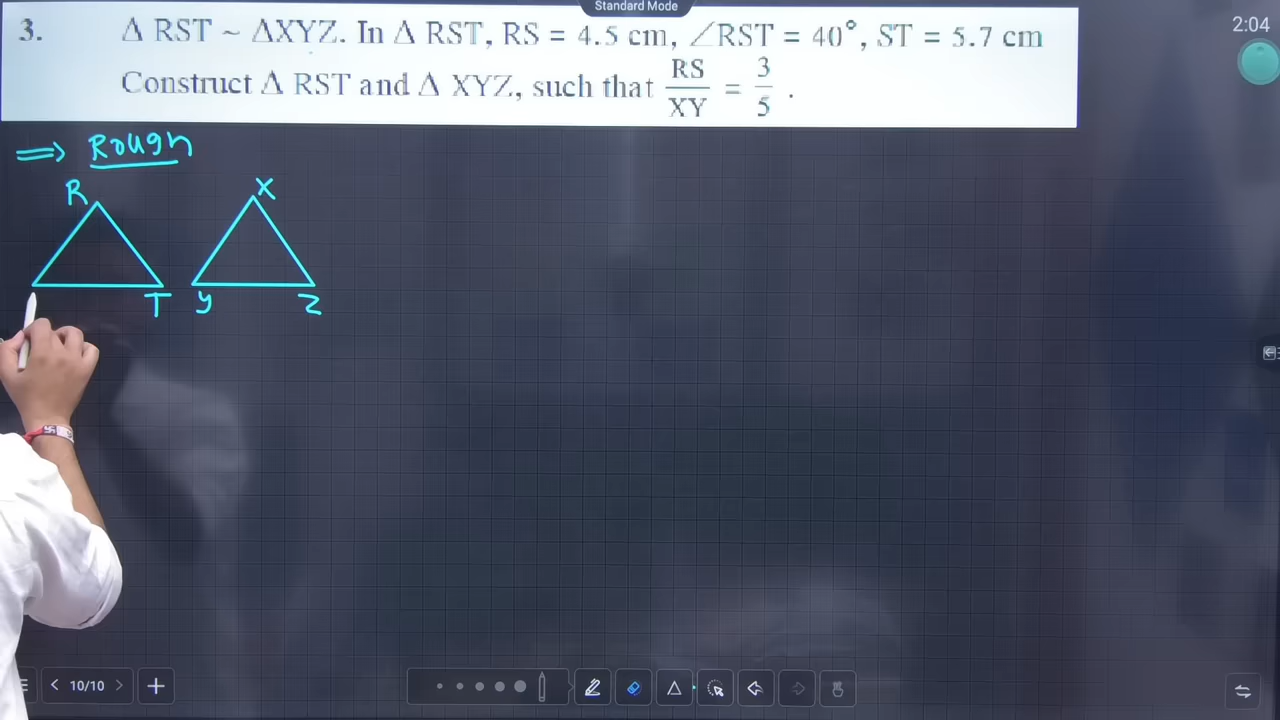 Standard Mode
2:04
3. Δ RST ~ ΔXYZ. In Δ RST, RS = 4.5 cm, ∠RST = 40°, ST = 5.7 cm
Construct Δ RST and Δ XYZ, such that RS/XY = 3/5 .
⇒ Rough
R X
T y Z
10/10